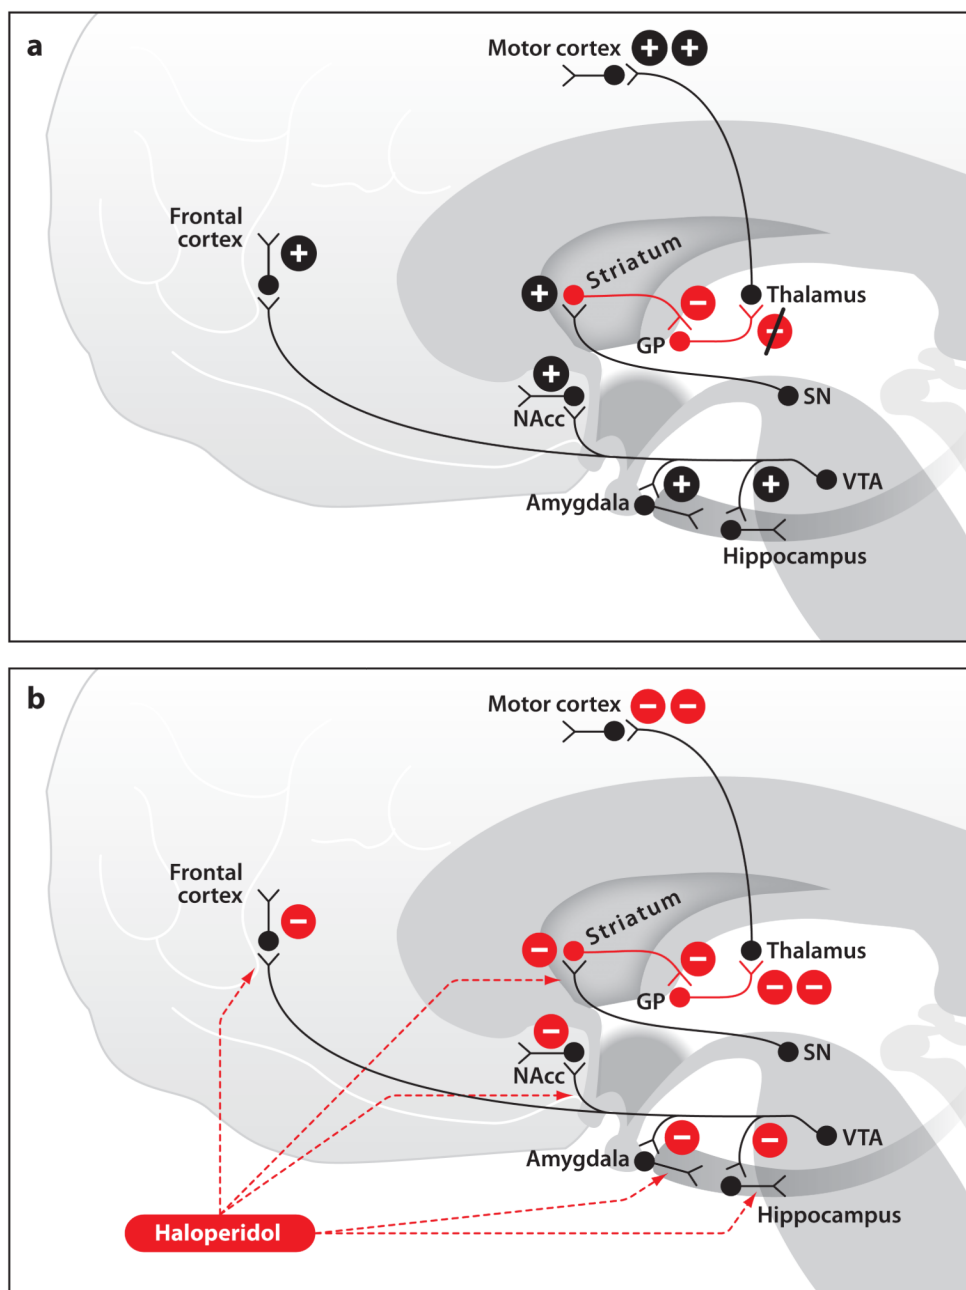 a
Motor cortex + +
Frontal
cortex
+
Striatum
+
−
Thalamus
GP
−
+
NAcc
SN
VTA
Amygdala
+
+
Hippocampus
b
Motor cortex − −
Frontal
cortex
−
Striatum
−
−
Thalamus
GP
− −
−
NAcc
SN
VTA
Amygdala
−
−
Hippocampus
Haloperidol